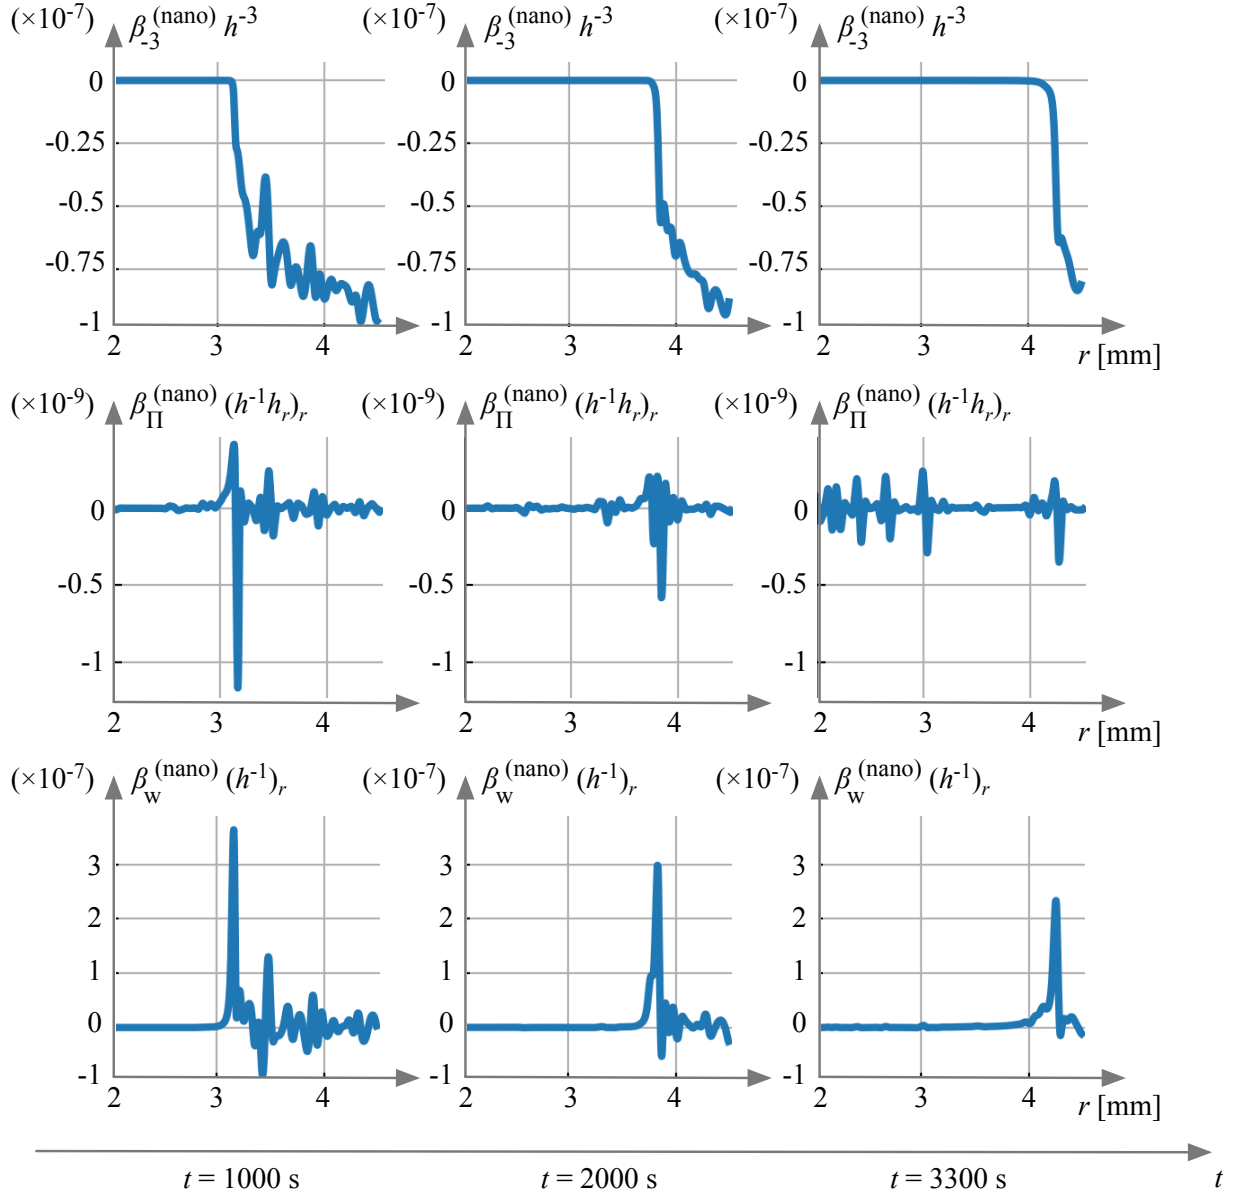 (×10⁻⁷) β₋₃⁽ⁿᵃⁿᵒ⁾ h⁻³ (×10⁻⁷) β₋₃⁽ⁿᵃⁿᵒ⁾ h⁻³ (×10⁻⁷) β₋₃⁽ⁿᵃⁿᵒ⁾ h⁻³
0 0 0
-0.25 -0.25 -0.25
-0.5 -0.5 -0.5
-0.75 -0.75 -0.75
-1 -1 -1
2 3 4 2 3 4 2 3 4 r [mm]
(×10⁻⁹) β_Π⁽ⁿᵃⁿᵒ⁾ (h⁻¹hᵣ)ᵣ (×10⁻⁹) β_Π⁽ⁿᵃⁿᵒ⁾ (h⁻¹hᵣ)ᵣ (×10⁻⁹) β_Π⁽ⁿᵃⁿᵒ⁾ (h⁻¹hᵣ)ᵣ
0 0 0
-0.5 -0.5 -0.5
-1 -1 -1
2 3 4 2 3 4 2 3 4 r [mm]
(×10⁻⁷) β_w⁽ⁿᵃⁿᵒ⁾ (h⁻¹)ᵣ (×10⁻⁷) β_w⁽ⁿᵃⁿᵒ⁾ (h⁻¹)ᵣ (×10⁻⁷) β_w⁽ⁿᵃⁿᵒ⁾ (h⁻¹)ᵣ
3 3 3
2 2 2
1 1 1
0 0 0
-1 -1 -1
2 3 4 2 3 4 2 3 4 r [mm]
t = 1000 s t = 2000 s t = 3300 s t